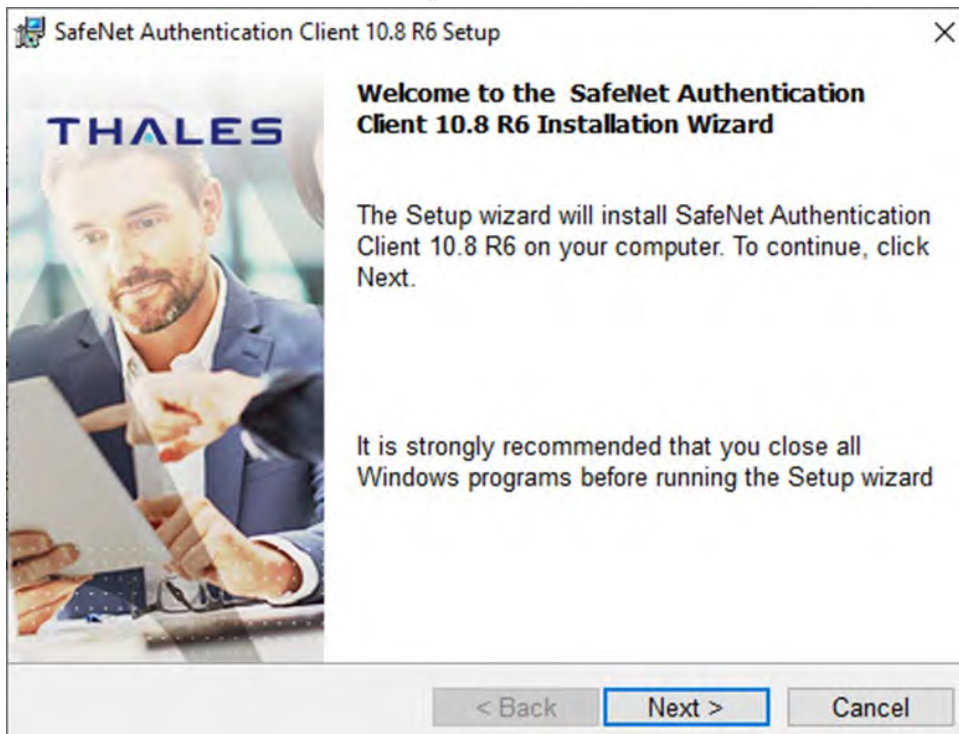 SafeNet Authentication Client 10.8 R6 Setup
THALES
Welcome to the SafeNet Authentication
Client 10.8 R6 Installation Wizard
The Setup wizard will install SafeNet Authentication
Client 10.8 R6 on your computer. To continue, click
Next.
It is strongly recommended that you close all
Windows programs before running the Setup wizard
< Back
Next >
Cancel